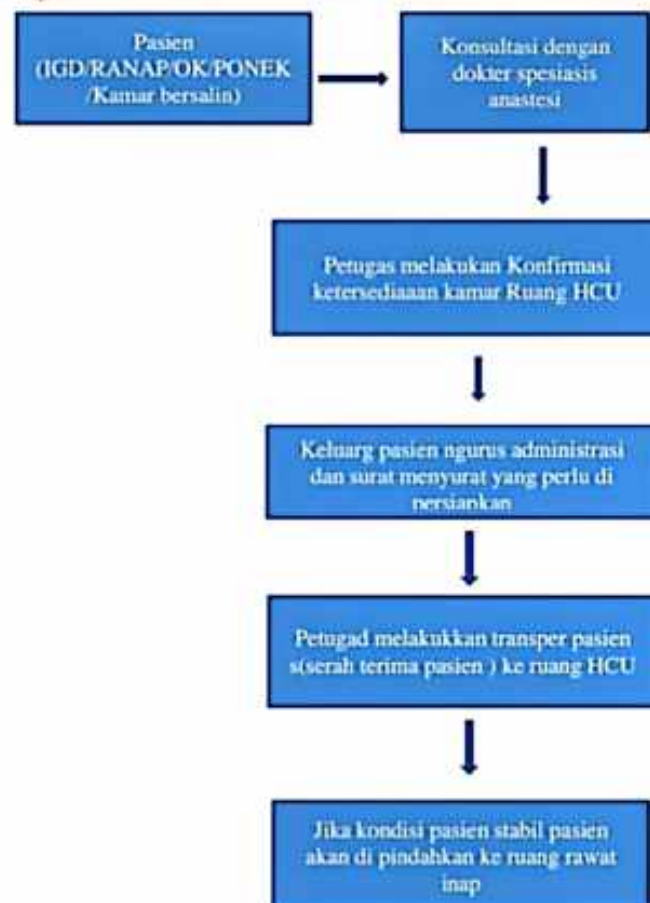 Pasien
(IGD/RANAP/OK/PONEK
/Kamar bersalin)
Konsultasi dengan
dokter spesiasis
anastesi
Petugas melakukan Konfirmasi
ketersediaaan kamar Ruang HCU
Keluarg pasien ngurus administrasi
dan surat menyurat yang perlu di
persiapkan
Petugad melakukkan transper pasien
s(serah terima pasien ) ke ruang HCU
Jika kondisi pasien stabil pasien
akan di pindahkan ke ruang rawat
inap